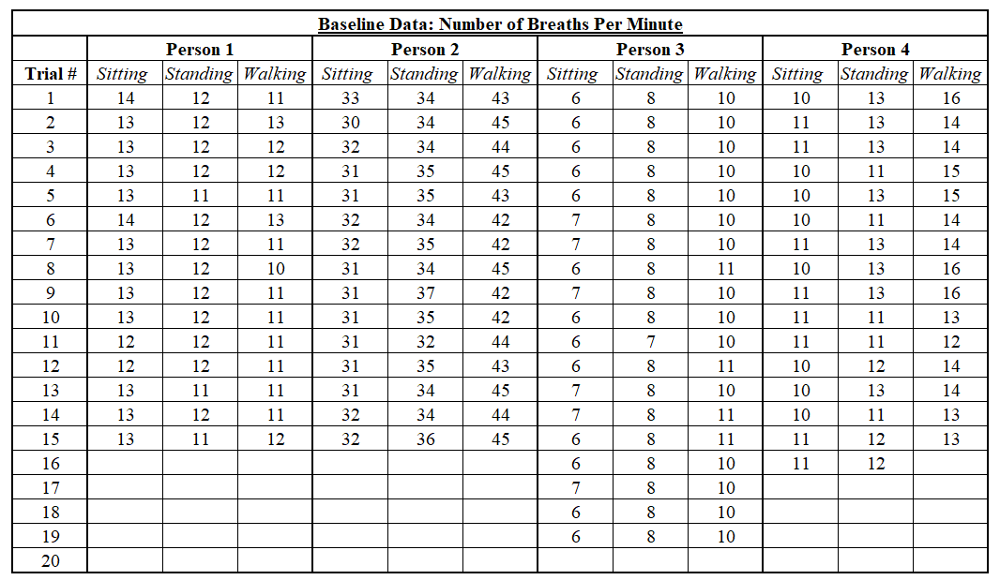 Baseline Data: Number of Breaths Per Minute
Person 1 Person 2 Person 3 Person 4
Trial # Sitting Standing Walking Sitting Standing Walking Sitting Standing Walking Sitting Standing Walking
1 14 12 11 33 34 43 6 8 10 10 13 16
2 13 12 13 30 34 45 6 8 10 11 13 14
3 13 12 12 32 34 44 6 8 10 11 13 14
4 13 12 12 31 35 45 6 8 10 10 11 15
5 13 11 11 31 35 43 6 8 10 10 13 15
6 14 12 13 32 34 42 7 8 10 10 11 14
7 13 12 11 32 35 42 7 8 10 11 13 14
8 13 12 10 31 34 45 6 8 11 10 13 16
9 13 12 11 31 37 42 7 8 10 11 13 16
10 13 12 11 31 35 42 6 8 10 11 11 13
11 12 12 11 31 32 44 6 7 10 11 11 12
12 12 12 11 31 35 43 6 8 11 10 12 14
13 13 11 11 31 34 45 7 8 10 10 13 14
14 13 12 11 32 34 44 7 8 11 10 11 13
15 13 11 12 32 36 45 6 8 11 11 12 13
16 6 8 10 11 12
17 7 8 10
18 6 8 10
19 6 8 10
20